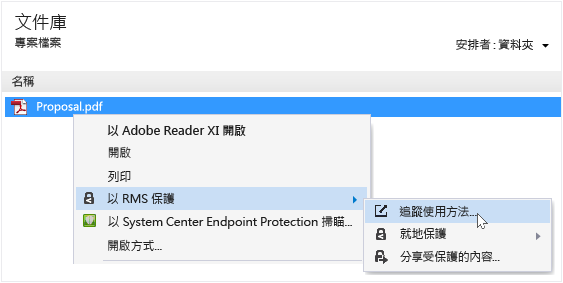 文件庫
專案檔案
安排者：資料夾
名稱
Proposal.pdf
以 Adobe Reader XI 開啟
開啟
列印
以 RMS 保護
以 System Center Endpoint Protection 掃瞄...
開啟方式...
追蹤使用方法...
就地保護
分享受保護的內容...